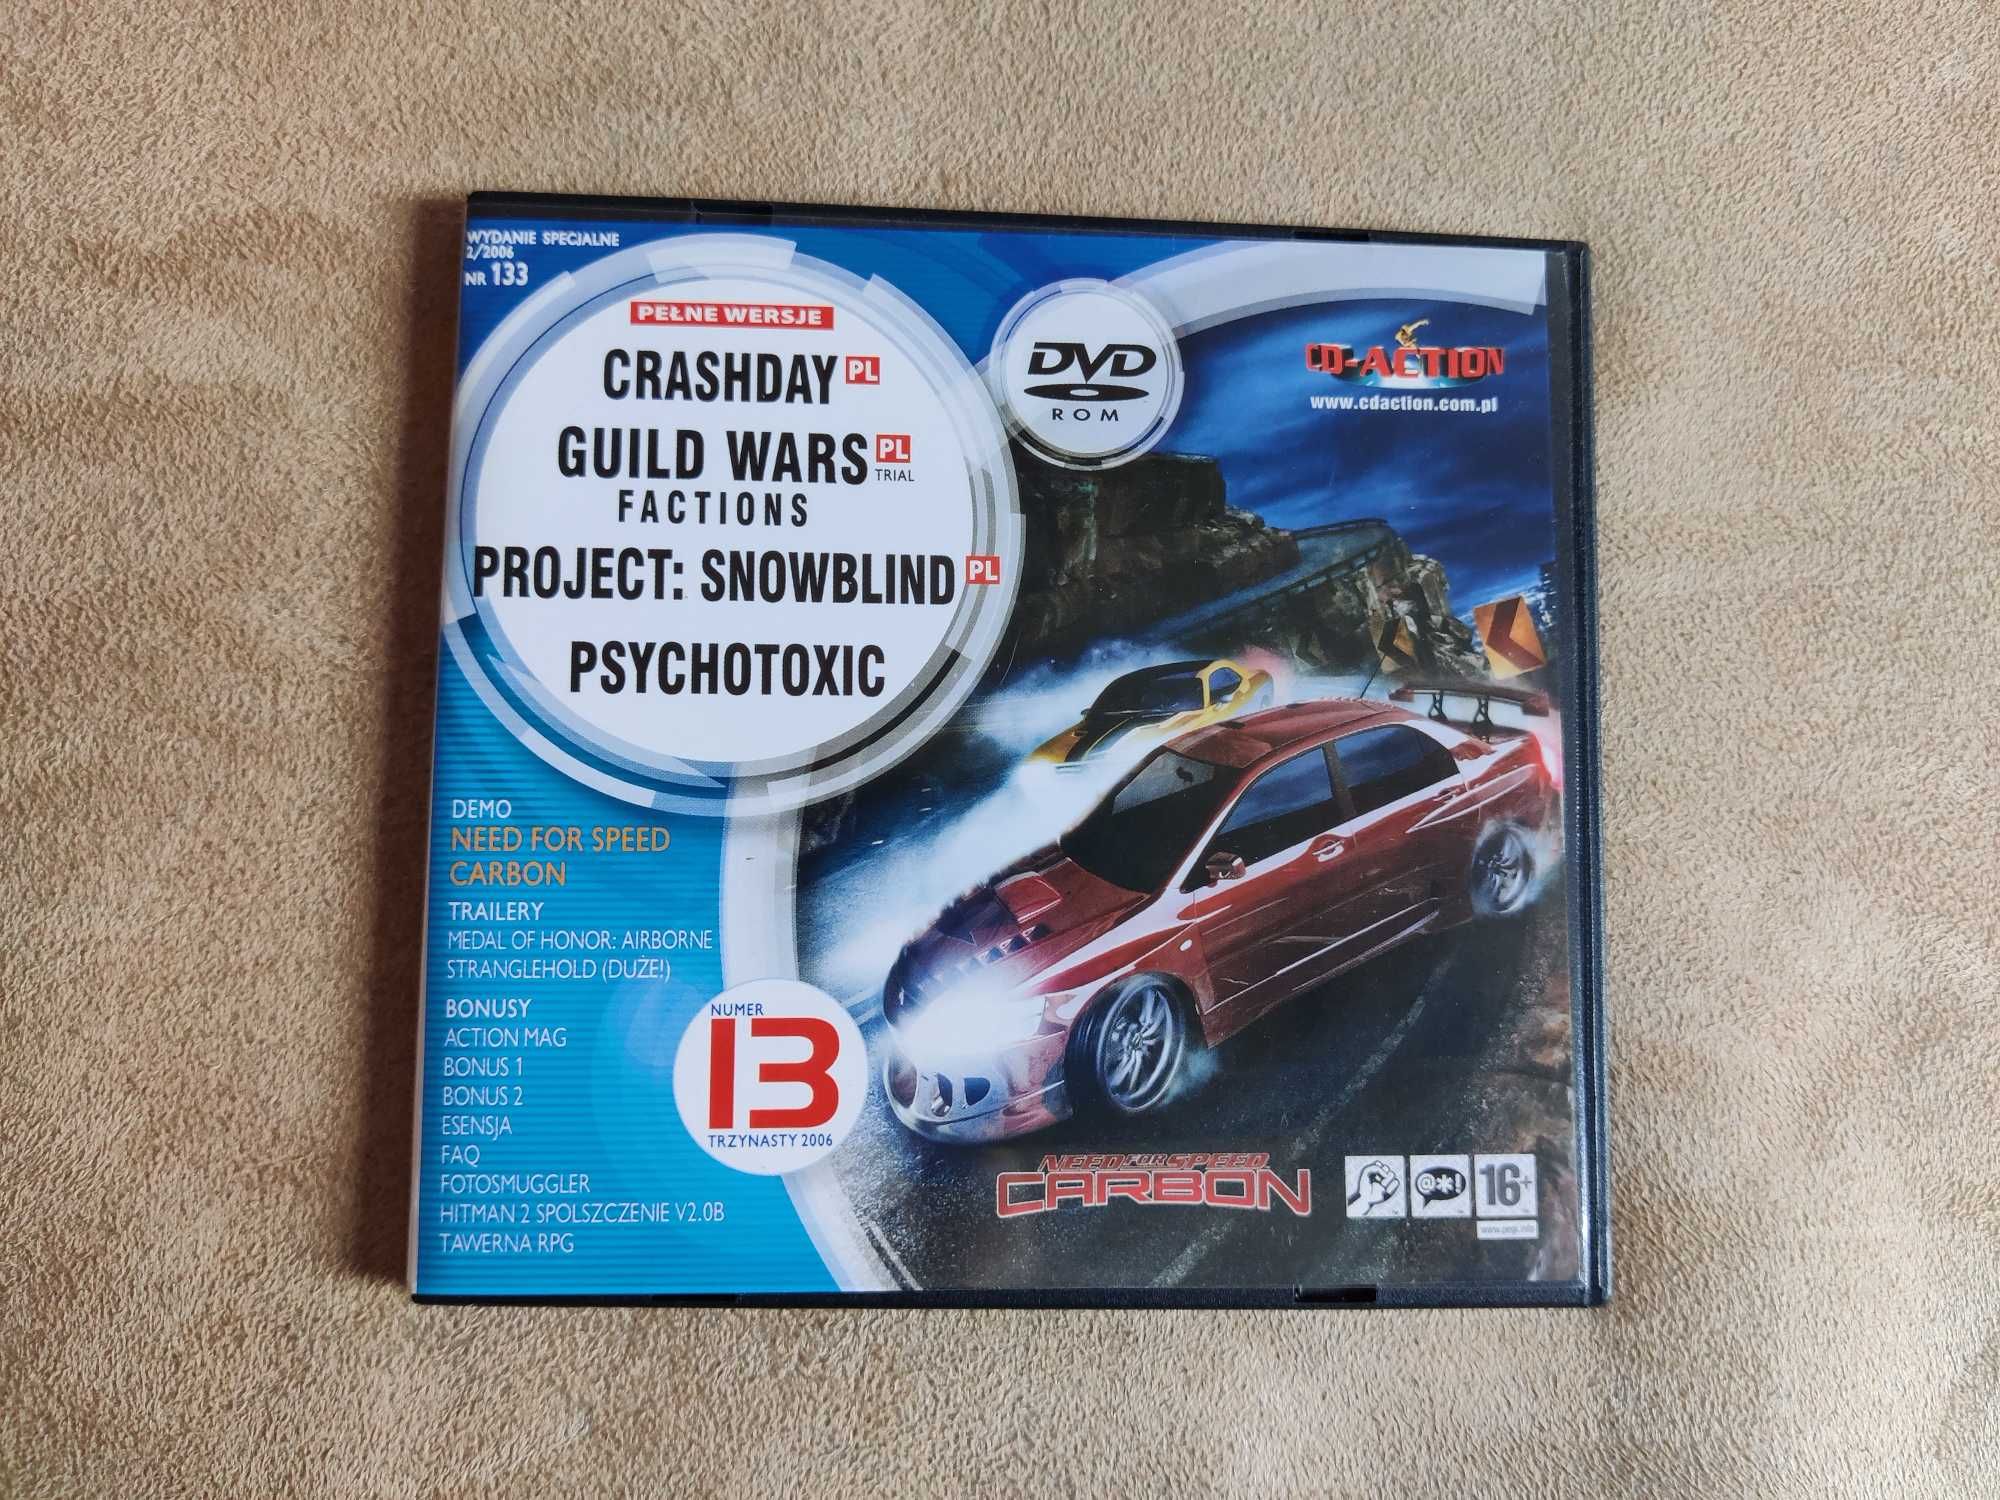 WYDANIE SPECJALNE
2/2006
NR 133
PEŁNE WERSJE
CRASHDAY PL
GUILD WARS PL
TRIAL
FACTIONS
PROJECT: SNOWBLIND PL
PSYCHOTOXIC
DVD
ROM
CD-ACTION
www.cdaction.com.pl
DEMO
NEED FOR SPEED
CARBON
TRAILERY
MEDAL OF HONOR: AIRBORNE
STRANGLEHOLD (DUŻE!)
BONUSY
ACTION MAG
BONUS 1
BONUS 2
ESENSJA
FAQ
FOTOSMUGGLER
HITMAN 2 SPOLSZCZENIE V2.0B
TAWERNA RPG
NUMER
13
TRZYNASTY 2006
NEED FOR SPEED
CARBON
@*!
16+
www.pegi.info